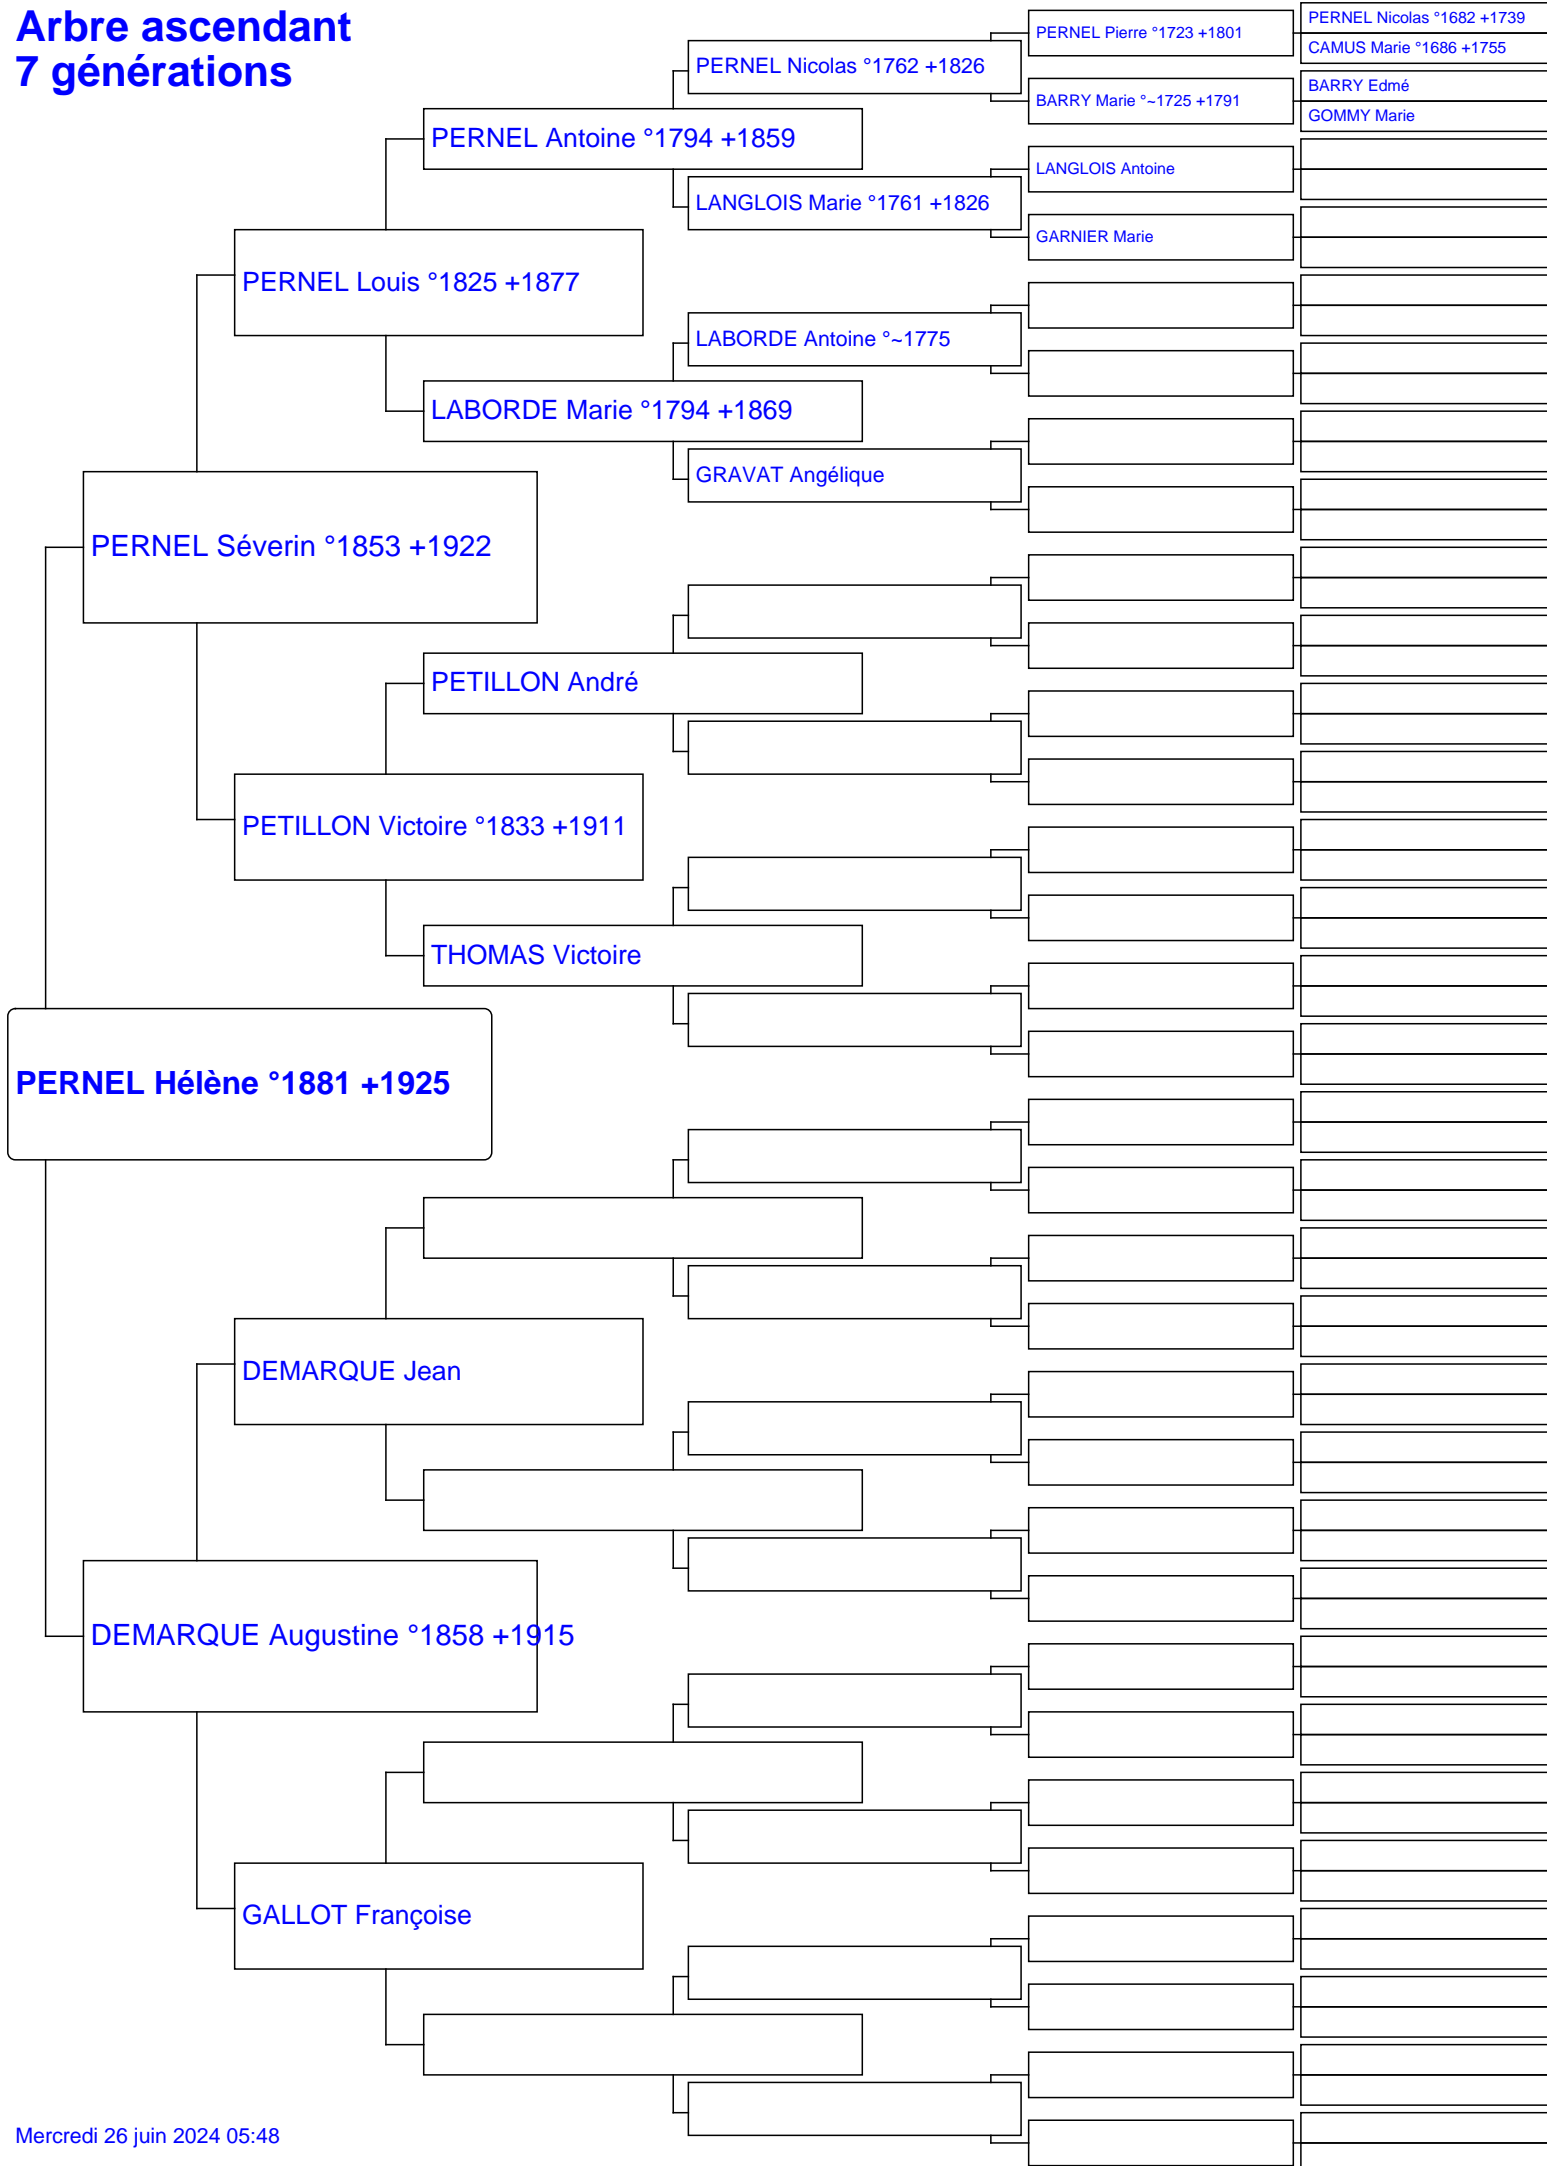 Arbre ascendant
7 générations
PERNEL Nicolas °1682 +1739
PERNEL Pierre °1723 +1801
CAMUS Marie °1686 +1755
PERNEL Nicolas °1762 +1826
BARRY Edmé
BARRY Marie °~1725 +1791
GOMMY Marie
PERNEL Antoine °1794 +1859
LANGLOIS Antoine
LANGLOIS Marie °1761 +1826
GARNIER Marie
PERNEL Louis °1825 +1877
LABORDE Antoine °~1775
LABORDE Marie °1794 +1869
GRAVAT Angélique
PERNEL Séverin °1853 +1922
PETILLON André
PETILLON Victoire °1833 +1911
THOMAS Victoire
PERNEL Hélène °1881 +1925
DEMARQUE Jean
DEMARQUE Augustine °1858 +1915
GALLOT Françoise
Mercredi 26 juin 2024 05:48